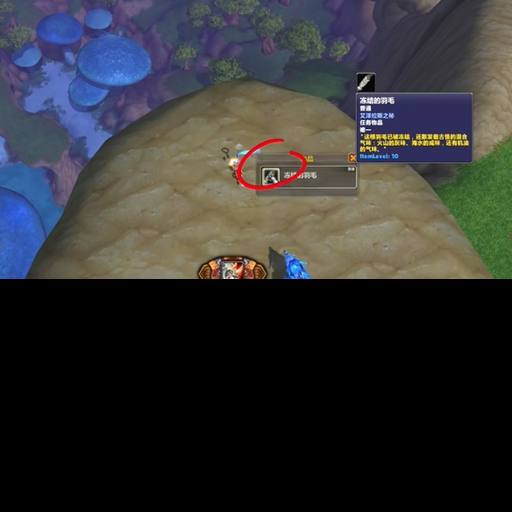 冻结的羽毛
普通
艾泽拉斯之秘
任务物品
唯一
"这根羽毛已被冻结，还散发着古怪的混合
气味：火山的灰味、海水的咸味，还有机油
的气味。"
ItemLevel: 10
品
冻结的羽毛